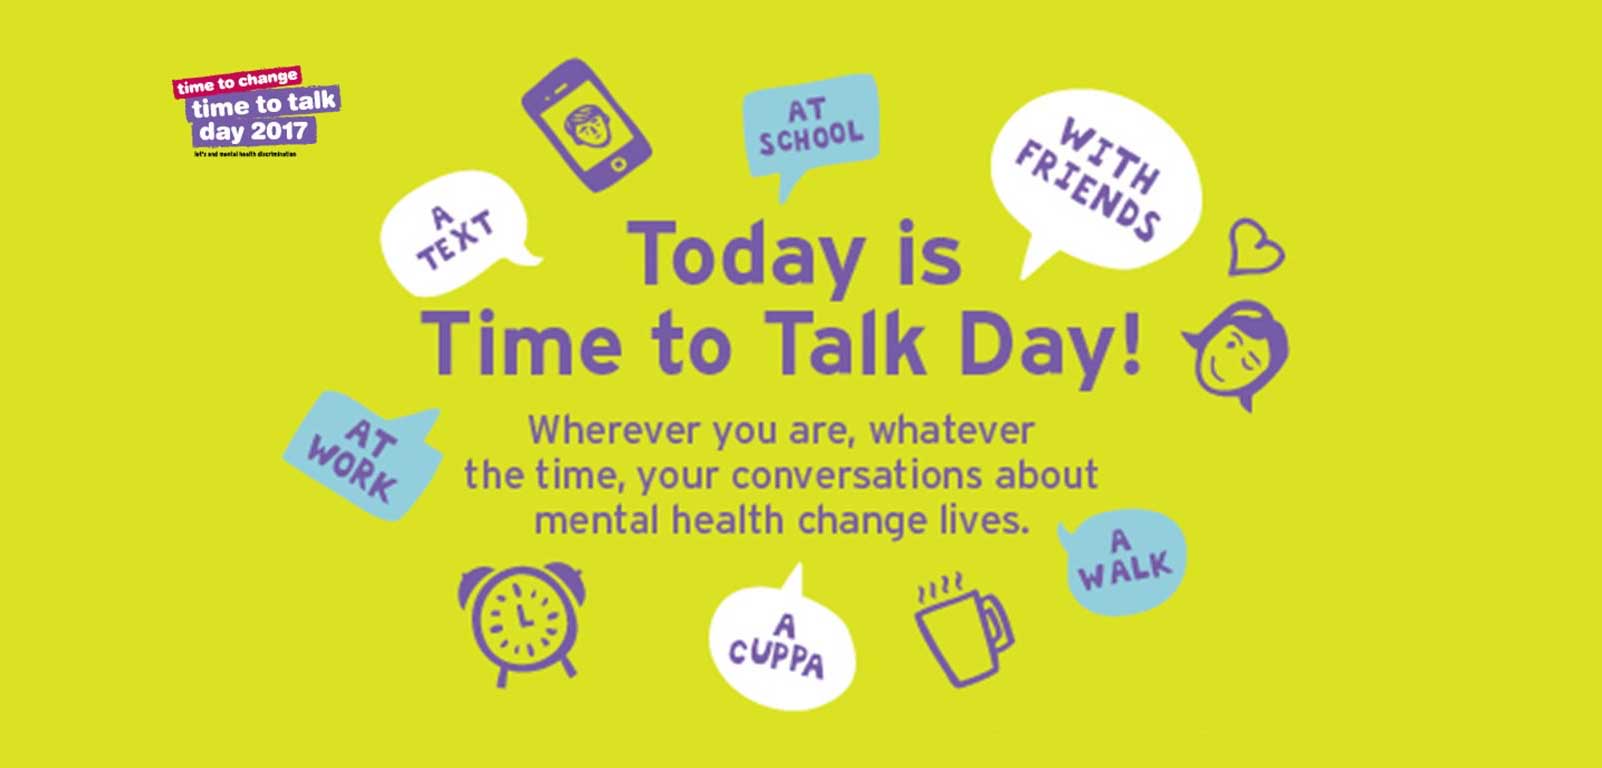 time to change
time to talk
day 2017
let's end mental health discrimination
AT
SCHOOL
WITH
FRIENDS
A
TEXT
Today is
Time to Talk Day!
Wherever you are, whatever
the time, your conversations about
mental health change lives.
AT
WORK
A
WALK
A
CUPPA